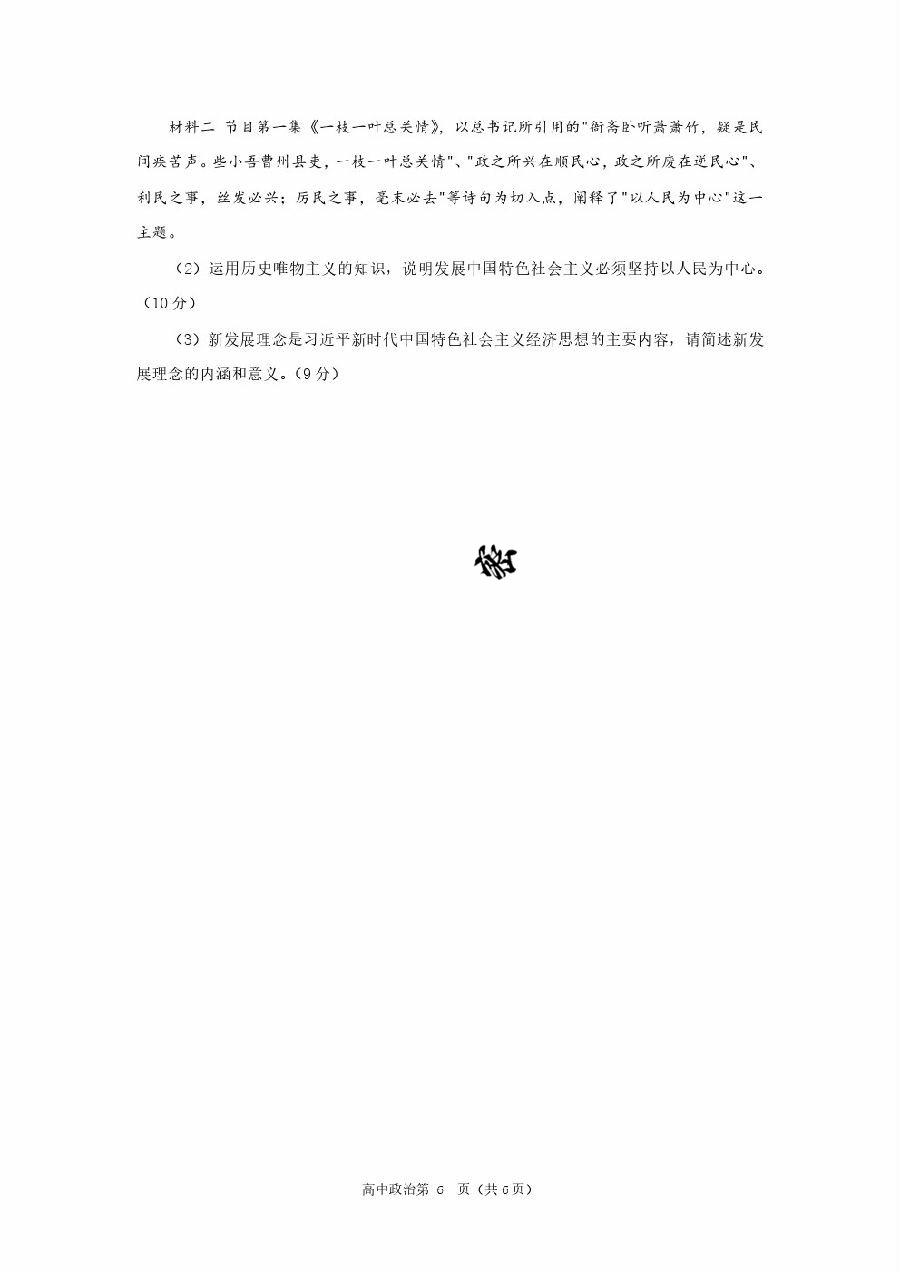 材料二 节目第一集《一枝一叶总关情》，以总书记所引用的"衙斋卧听萧萧竹，疑是民
间疾苦声。些小吾曹州县吏，一枝一叶总关情"、"政之所兴在顺民心，政之所废在逆民心"、
利民之事，丝发必兴；厉民之事，毫末必去"等诗句为切入点，阐释了"以人民为中心"这一
主题。
（2）运用历史唯物主义的知识，说明发展中国特色社会主义必须坚持以人民为中心。
（10分）
（3）新发展理念是习近平新时代中国特色社会主义经济思想的主要内容，请简述新发
展理念的内涵和意义。（9分）
密
高中政治第 6 页（共6页）